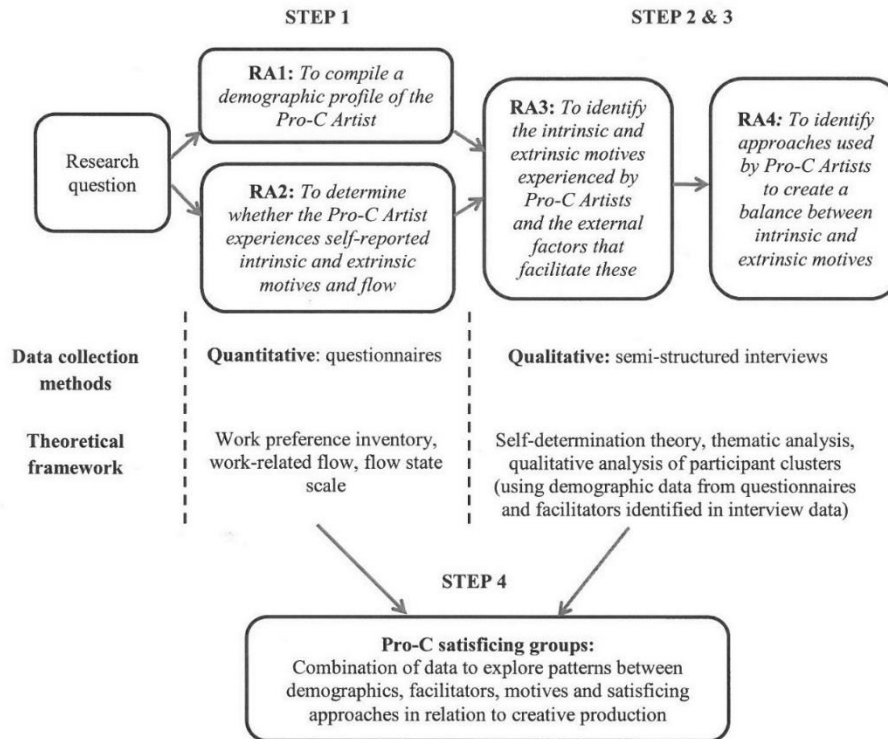 STEP 1
STEP 2 & 3
RA1: To compile a
demographic profile of the
Pro-C Artist
Research
question
RA2: To determine
whether the Pro-C Artist
experiences self-reported
intrinsic and extrinsic
motives and flow
RA3: To identify
the intrinsic and
extrinsic motives
experienced by
Pro-C Artists
and the external
factors that
facilitate these
RA4: To identify
approaches used
by Pro-C Artists
to create a
balance between
intrinsic and
extrinsic motives
Data collection
methods
Quantitative: questionnaires
Qualitative: semi-structured interviews
Theoretical
framework
Work preference inventory,
work-related flow, flow state
scale
Self-determination theory, thematic analysis,
qualitative analysis of participant clusters
(using demographic data from questionnaires
and facilitators identified in interview data)
STEP 4
Pro-C satisficing groups:
Combination of data to explore patterns between
demographics, facilitators, motives and satisficing
approaches in relation to creative production